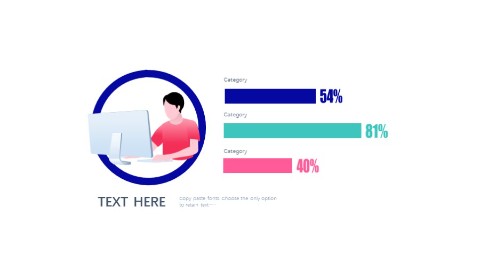 Category
54%
Category
81%
Category
40%
TEXT HERE
Copy paste fonts. choose the only option
to retain text